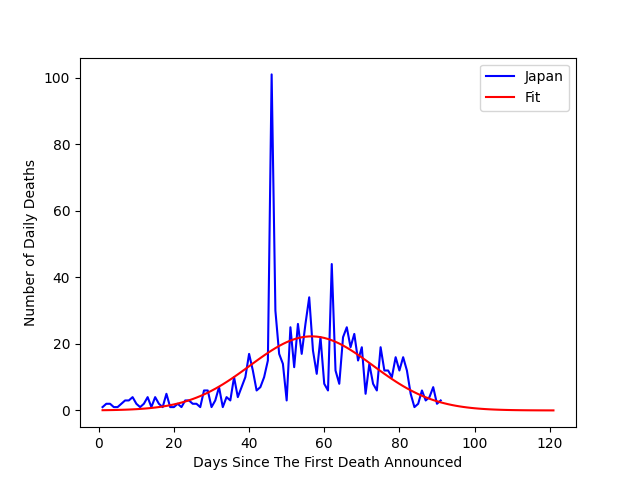 Japan
Fit
100
80
60
40
20
0
Number of Daily Deaths
0 20 40 60 80 100 120
Days Since The First Death Announced